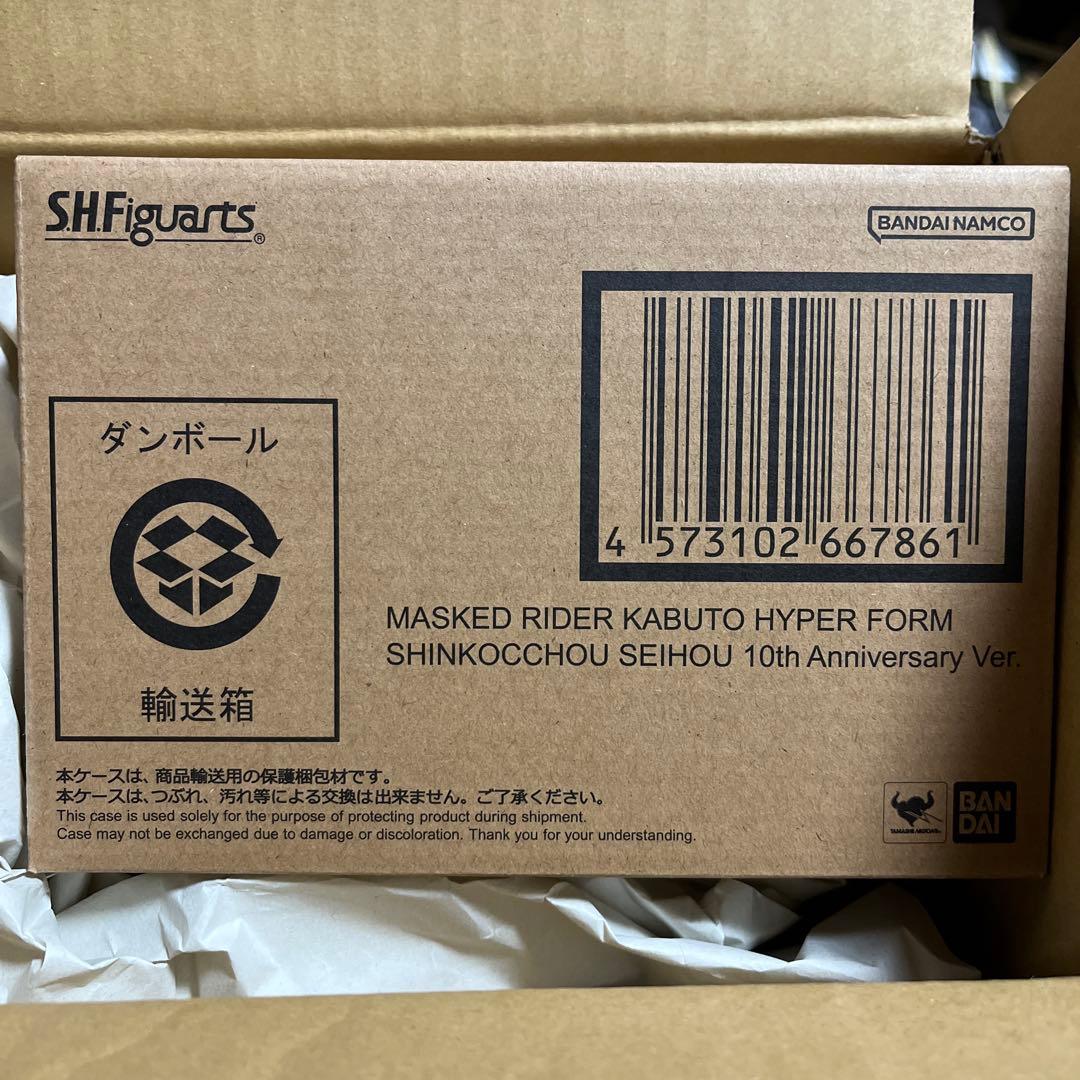 S.H.Figuarts®
BANDAI NAMCO
4 573102 667861
ダンボール
輸送箱
MASKED RIDER KABUTO HYPER FORM
SHINKOCCHOU SEIHOU 10th Anniversary Ver.
本ケースは、商品輸送用の保護梱包材です。
本ケースは、つぶれ、汚れ等による交換は出来ません。ご了承ください。
This case is used solely for the purpose of protecting product during shipment.
Case may not be exchanged due to damage or discoloration. Thank you for your understanding.
TAMASHII NATIONS
BAN
DAI